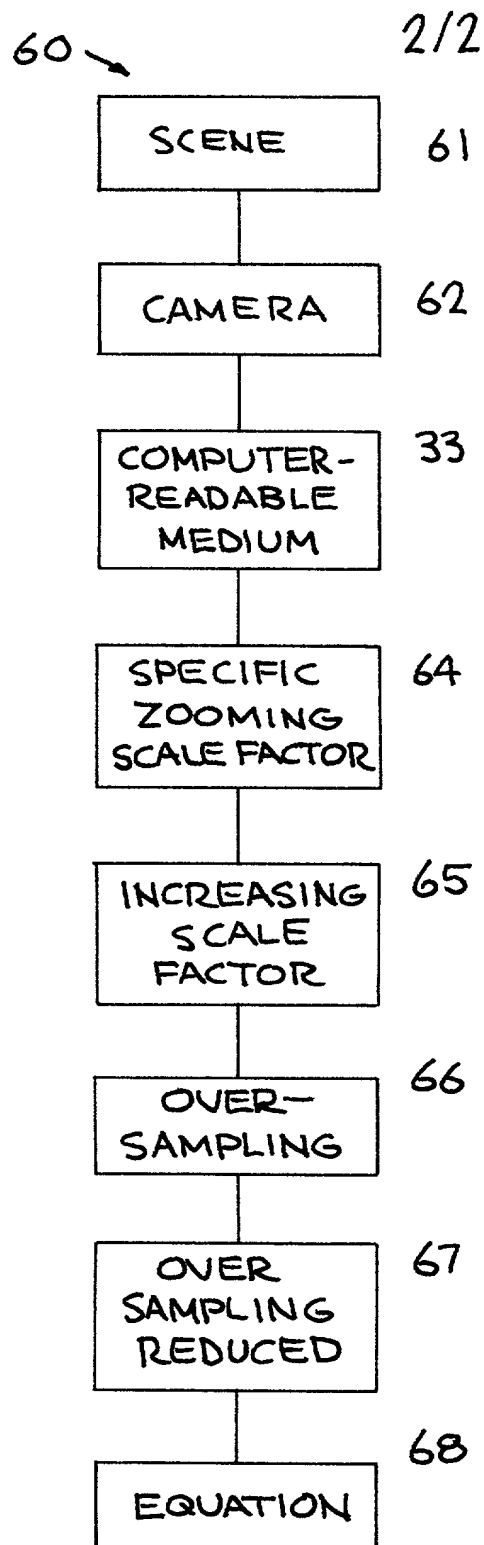 2/2
60
SCENE 61
CAMERA 62
COMPUTER- 33
READABLE
MEDIUM
SPECIFIC 64
ZOOMING
SCALE FACTOR
INCREASING 65
SCALE
FACTOR
OVER- 66
SAMPLING
OVER 67
SAMPLING
REDUCED
EQUATION 68